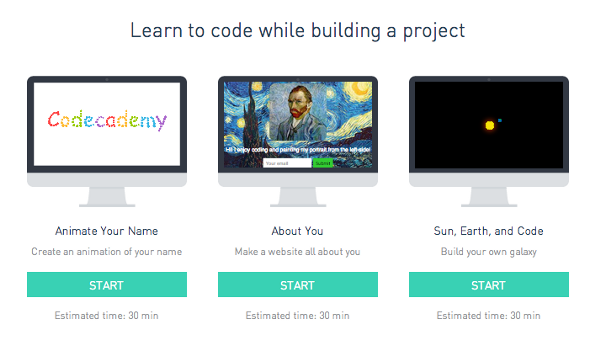 Learn to code while building a project
Codecademy
Hi! I enjoy coding and painting my portrait from the left side!
Your email
Submit
Animate Your Name
About You
Sun, Earth, and Code
Create an animation of your name
Make a website all about you
Build your own galaxy
START
START
START
Estimated time: 30 min
Estimated time: 30 min
Estimated time: 30 min